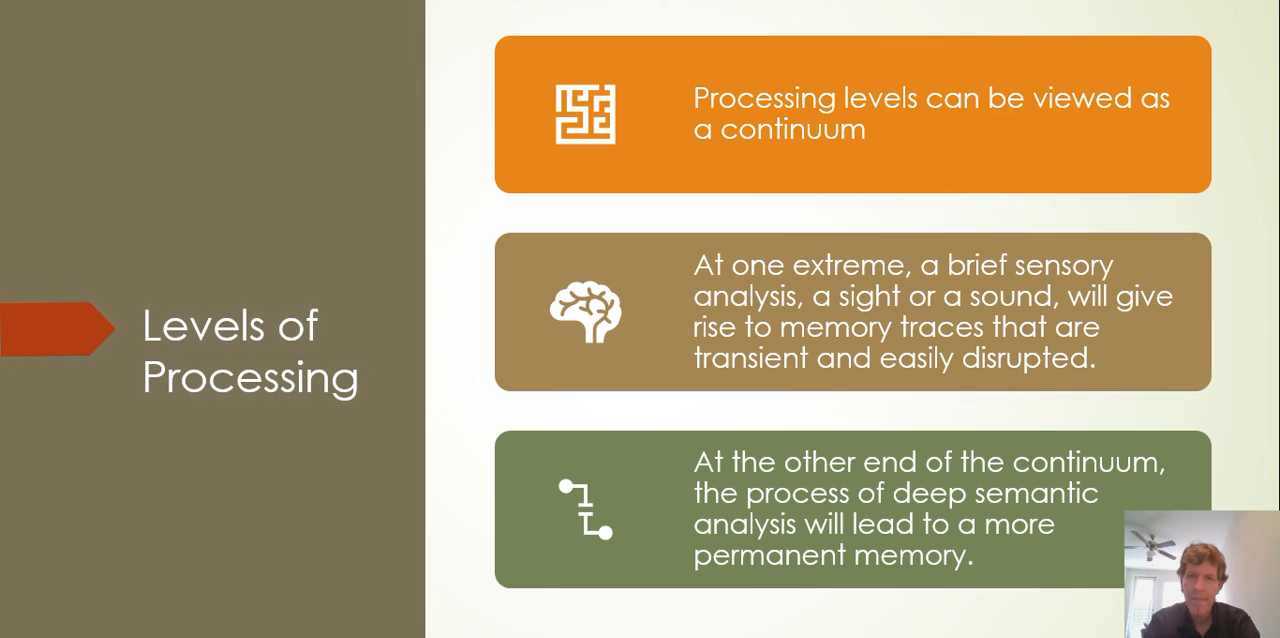 Levels of
Processing
Processing levels can be viewed as
a continuum
At one extreme, a brief sensory
analysis, a sight or a sound, will give
rise to memory traces that are
transient and easily disrupted.
At the other end of the continuum,
the process of deep semantic
analysis will lead to a more
permanent memory.